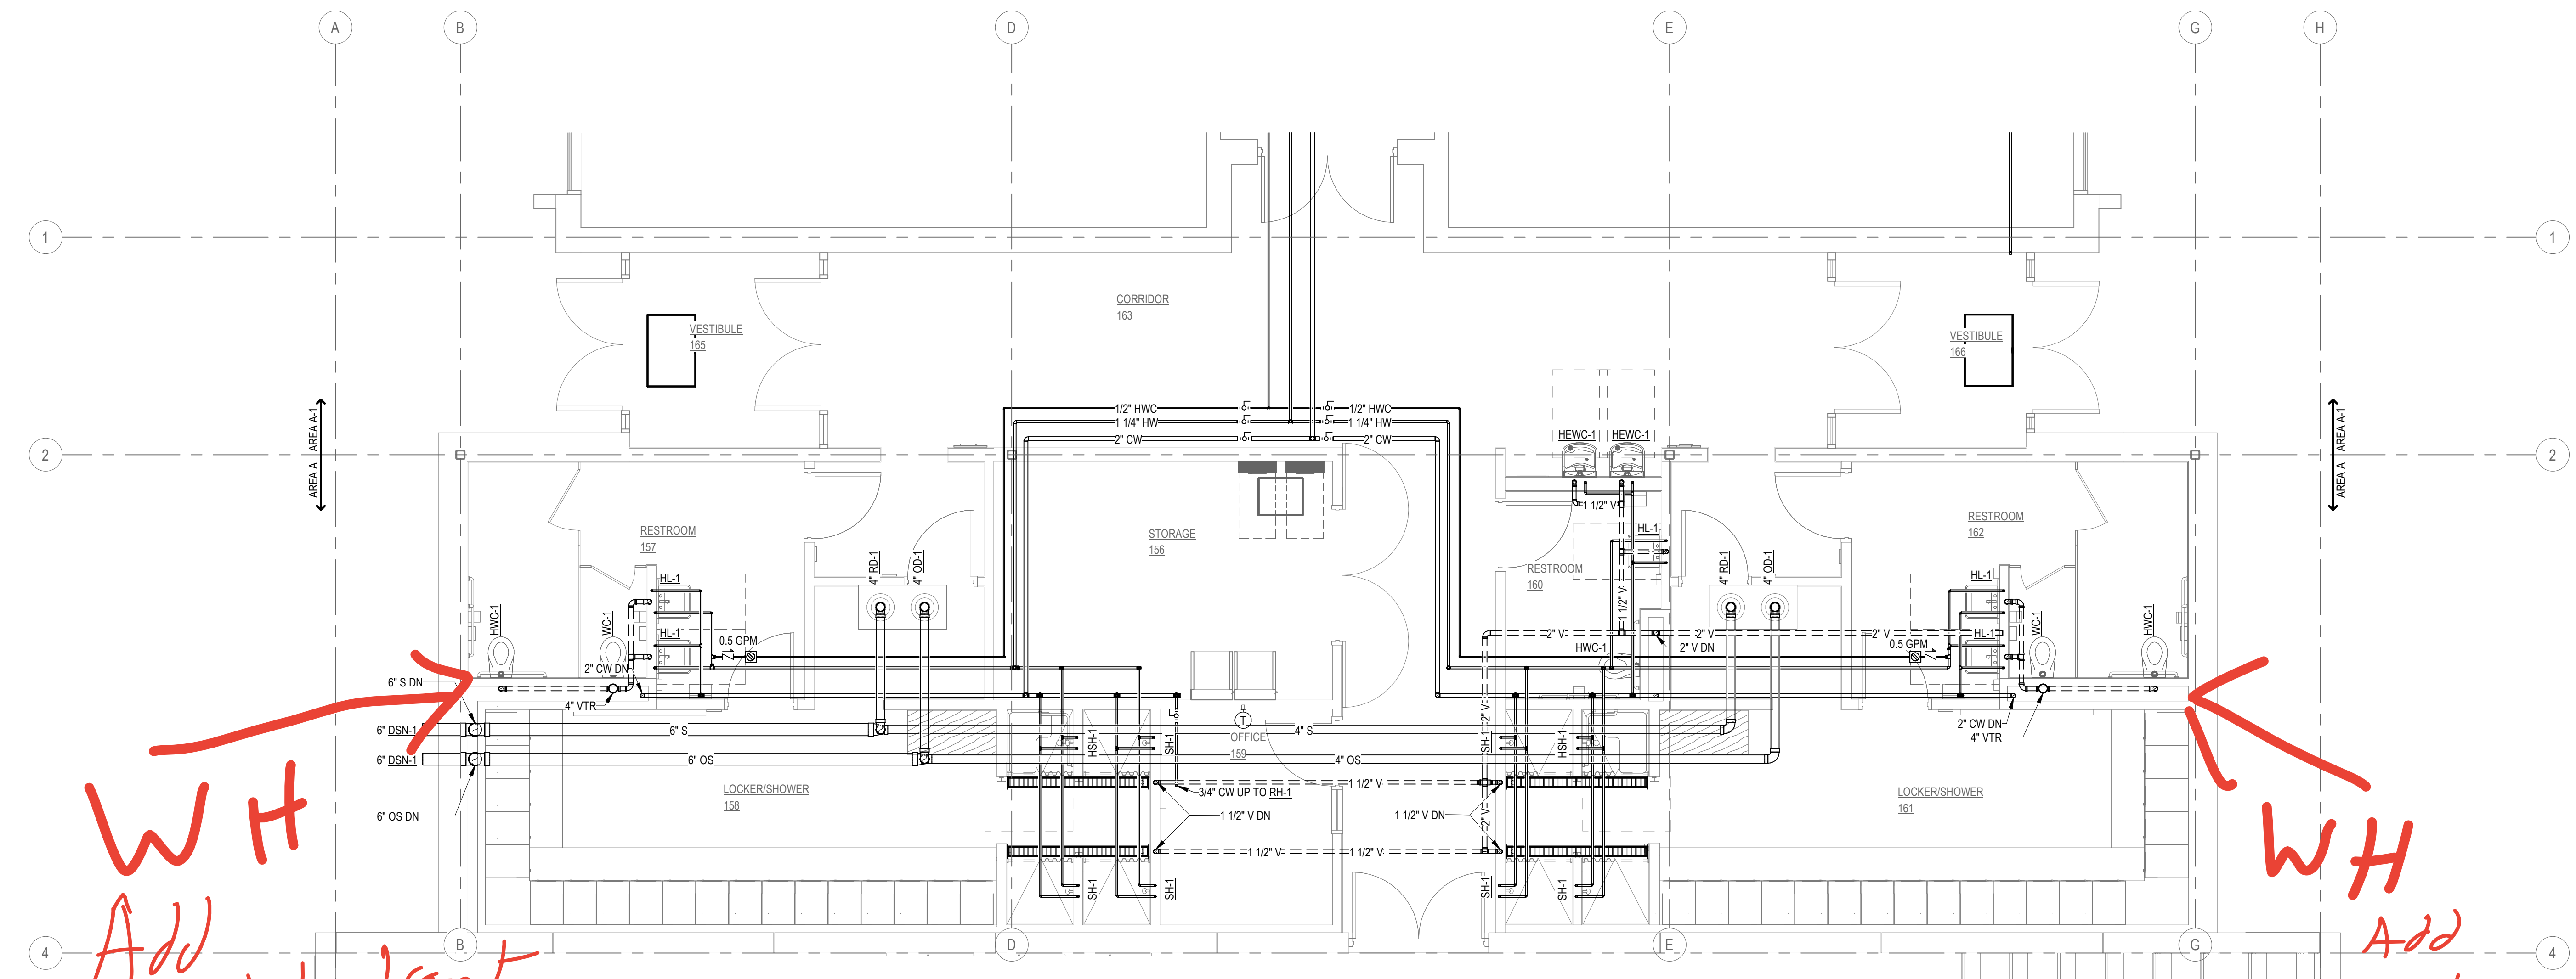 A B D E G H
1 1
CORRIDOR
163
VESTIBULE
165
VESTIBULE
166
AREA A AREA A-1
AREA A AREA A-1
1/2" HWC 1/2" HWC
1 1/4" HW 1 1/4" HW
2" CW 2" CW
HEWC-1 HEWC-1
2 2
1 1/2" V
RESTROOM
157
STORAGE
156
RESTROOM
160
RESTROOM
162
HL-1
4" RD-1
4" OD-1
4" RD-1
4" OD-1
HL-1
HL-1
1 1/2" V
HWC-1
WC-1
HL-1
0.5 GPM
2" V 2" V 2" V
HL-1
0.5 GPM
WC-1
HWC-1
2" CW DN
HWC-1
2" V DN
6" S DN
4" VTR
2" CW DN
4" VTR
2" V
6" DSN-1
6" S
4" S
T
OFFICE
159
HSH-1
SH-1
SH-1
HSH-1
6" DSN-1
6" OS
4" OS
LOCKER/SHOWER
158
3/4" CW UP TO RH-1
1 1/2" V
LOCKER/SHOWER
161
6" OS DN
1 1/2" V DN
1 1/2" V DN
2" V
1 1/2" V 1 1/2" V
SH-1
SH-1
SH-1
SH-1
WH
WH
Add
Add
4 B D E G 4